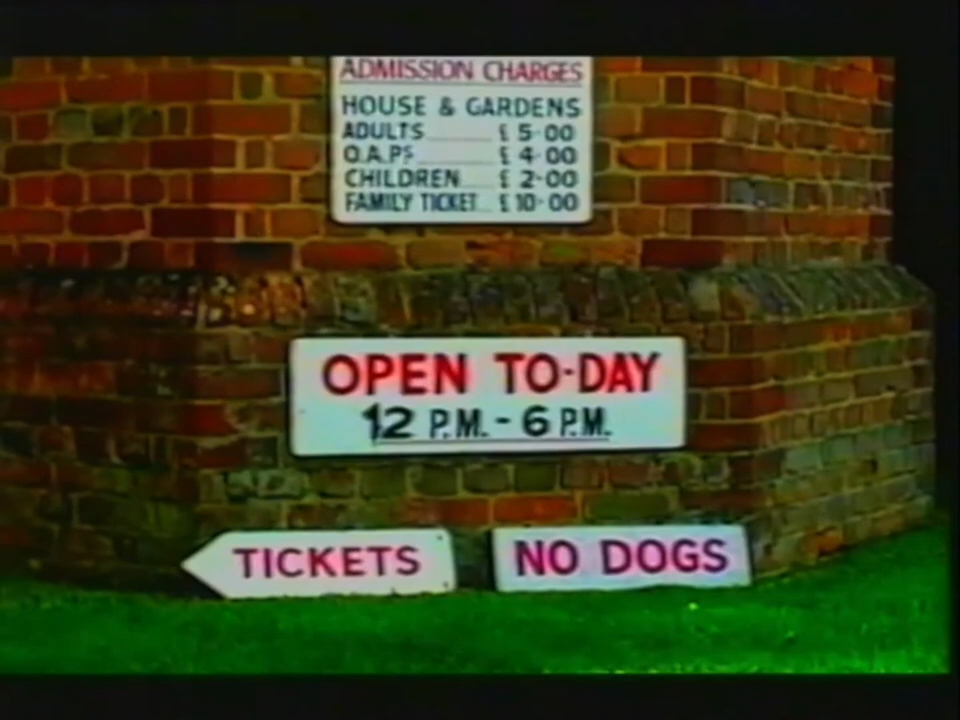 ADMISSION CHARGES
HOUSE & GARDENS
ADULTS £ 5-00
O.A.PS £ 4-00
CHILDREN £ 2-00
FAMILY TICKET £ 10-00
OPEN TO-DAY
12 P.M. - 6 P.M.
TICKETS
NO DOGS